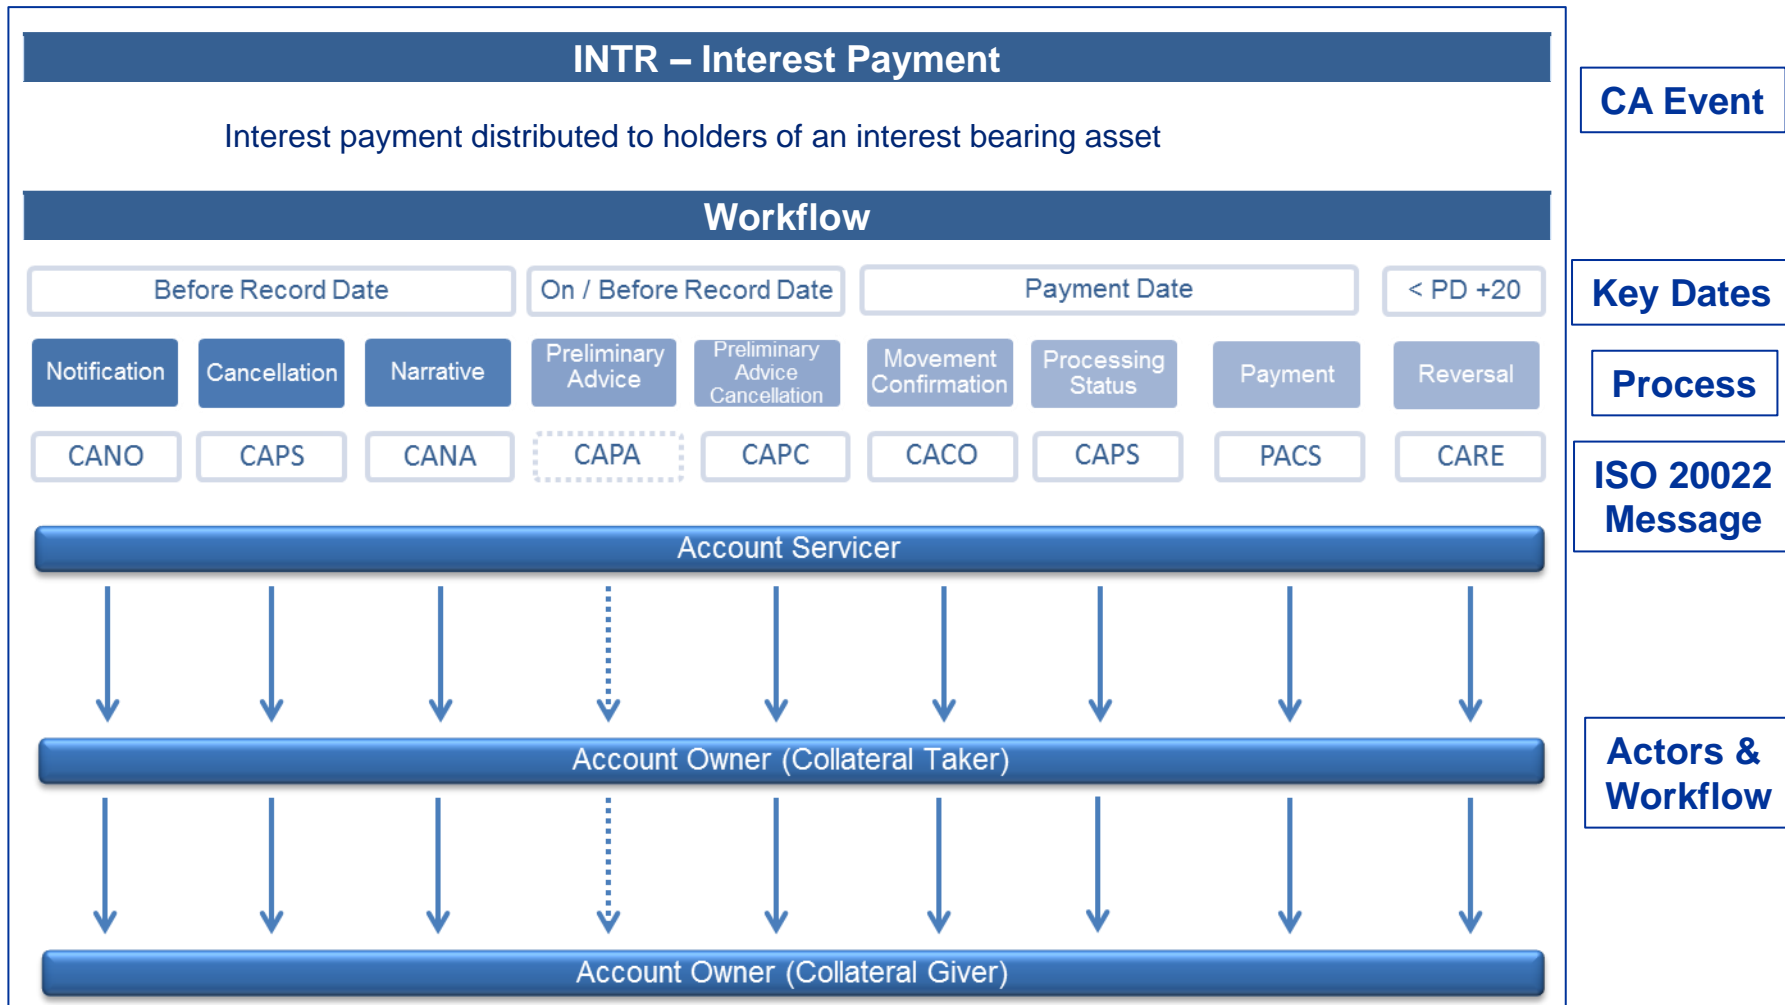 INTR – Interest Payment
CA Event
Interest payment distributed to holders of an interest bearing asset
Workflow
Before Record Date
On / Before Record Date
Payment Date
< PD +20
Key Dates
Notification
Cancellation
Narrative
Preliminary
Advice
Preliminary
Advice
Cancellation
Movement
Confirmation
Processing
Status
Payment
Reversal
Process
CANO
CAPS
CANA
CAPA
CAPC
CACO
CAPS
PACS
CARE
ISO 20022
Message
Account Servicer
Account Owner (Collateral Taker)
Actors &
Workflow
Account Owner (Collateral Giver)